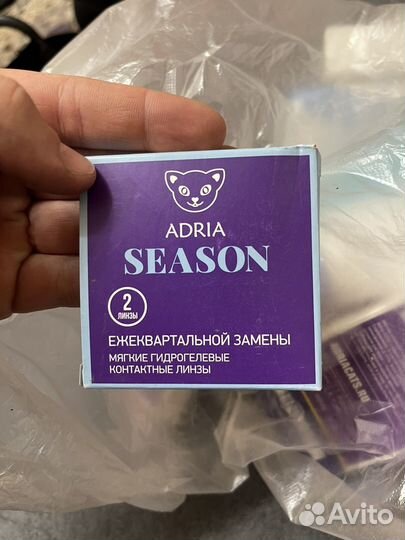 ADRIA
SEASON
2
ЛИНЗЫ
ЕЖЕКВАРТАЛЬНОЙ ЗАМЕНЫ
МЯГКИЕ ГИДРОГЕЛЕВЫЕ
КОНТАКТНЫЕ ЛИНЗЫ
Avito